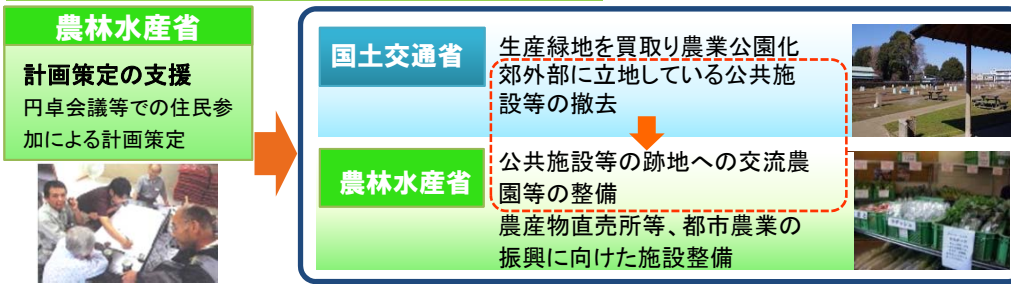 農林水産省
計画策定の支援
円卓会議等での住民参
加による計画策定
国土交通省
生産緑地を買取り農業公園化
郊外部に立地している公共施
設等の撤去
農林水産省
公共施設等の跡地への交流農
園等の整備
農産物直売所等、都市農業の
振興に向けた施設整備